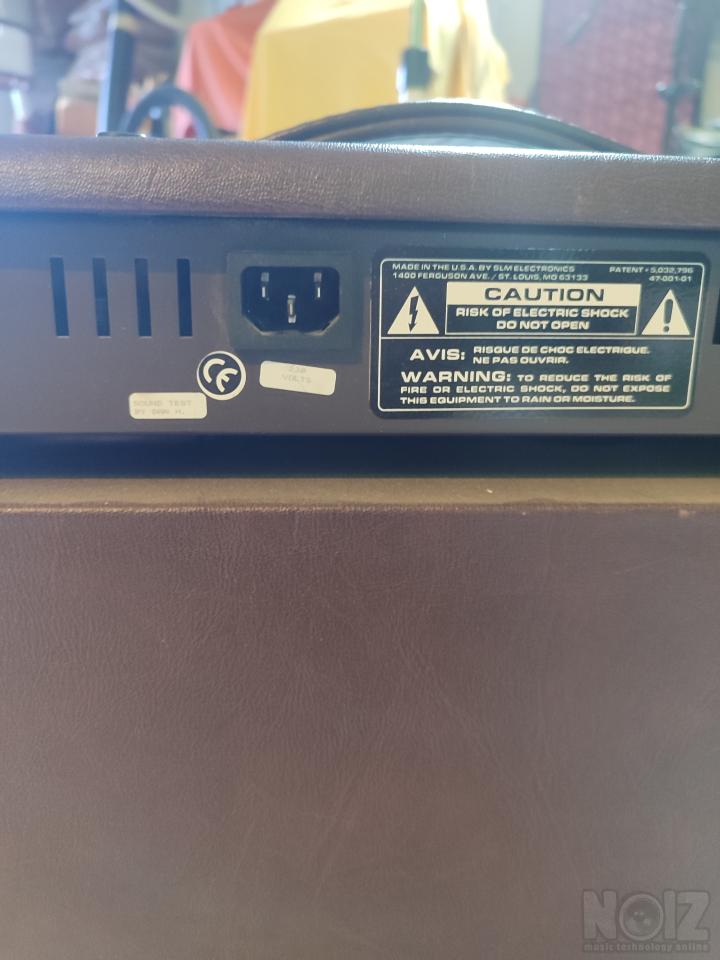 MADE IN THE U.S.A. BY SLM ELECTRONICS
1400 FERGUSON AVE. / ST. LOUIS, MO 63133
PATENT • 5,032,796
47-001-01
CAUTION
RISK OF ELECTRIC SHOCK
DO NOT OPEN
AVIS: RISQUE DE CHOC ELECTRIQUE.
NE PAS OUVRIR.
WARNING: TO REDUCE THE RISK OF
FIRE OR ELECTRIC SHOCK, DO NOT EXPOSE
THIS EQUIPMENT TO RAIN OR MOISTURE.
CE
230
VOLTS
SOUND TEST
BY DAN H.
NOIZ
music technology online